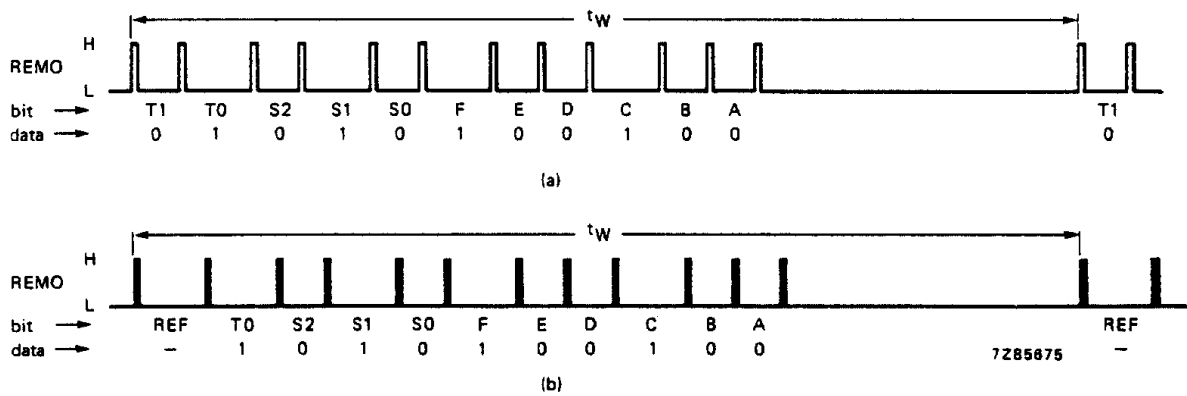 tW
H
REMO
L
bit → T1 T0 S2 S1 S0 F E D C B A T1
data → 0 1 0 1 0 1 0 0 1 0 0 0
(a)
tW
H
REMO
L
bit → REF T0 S2 S1 S0 F E D C B A REF
data → — 1 0 1 0 1 0 0 1 0 0 7Z85675 —
(b)